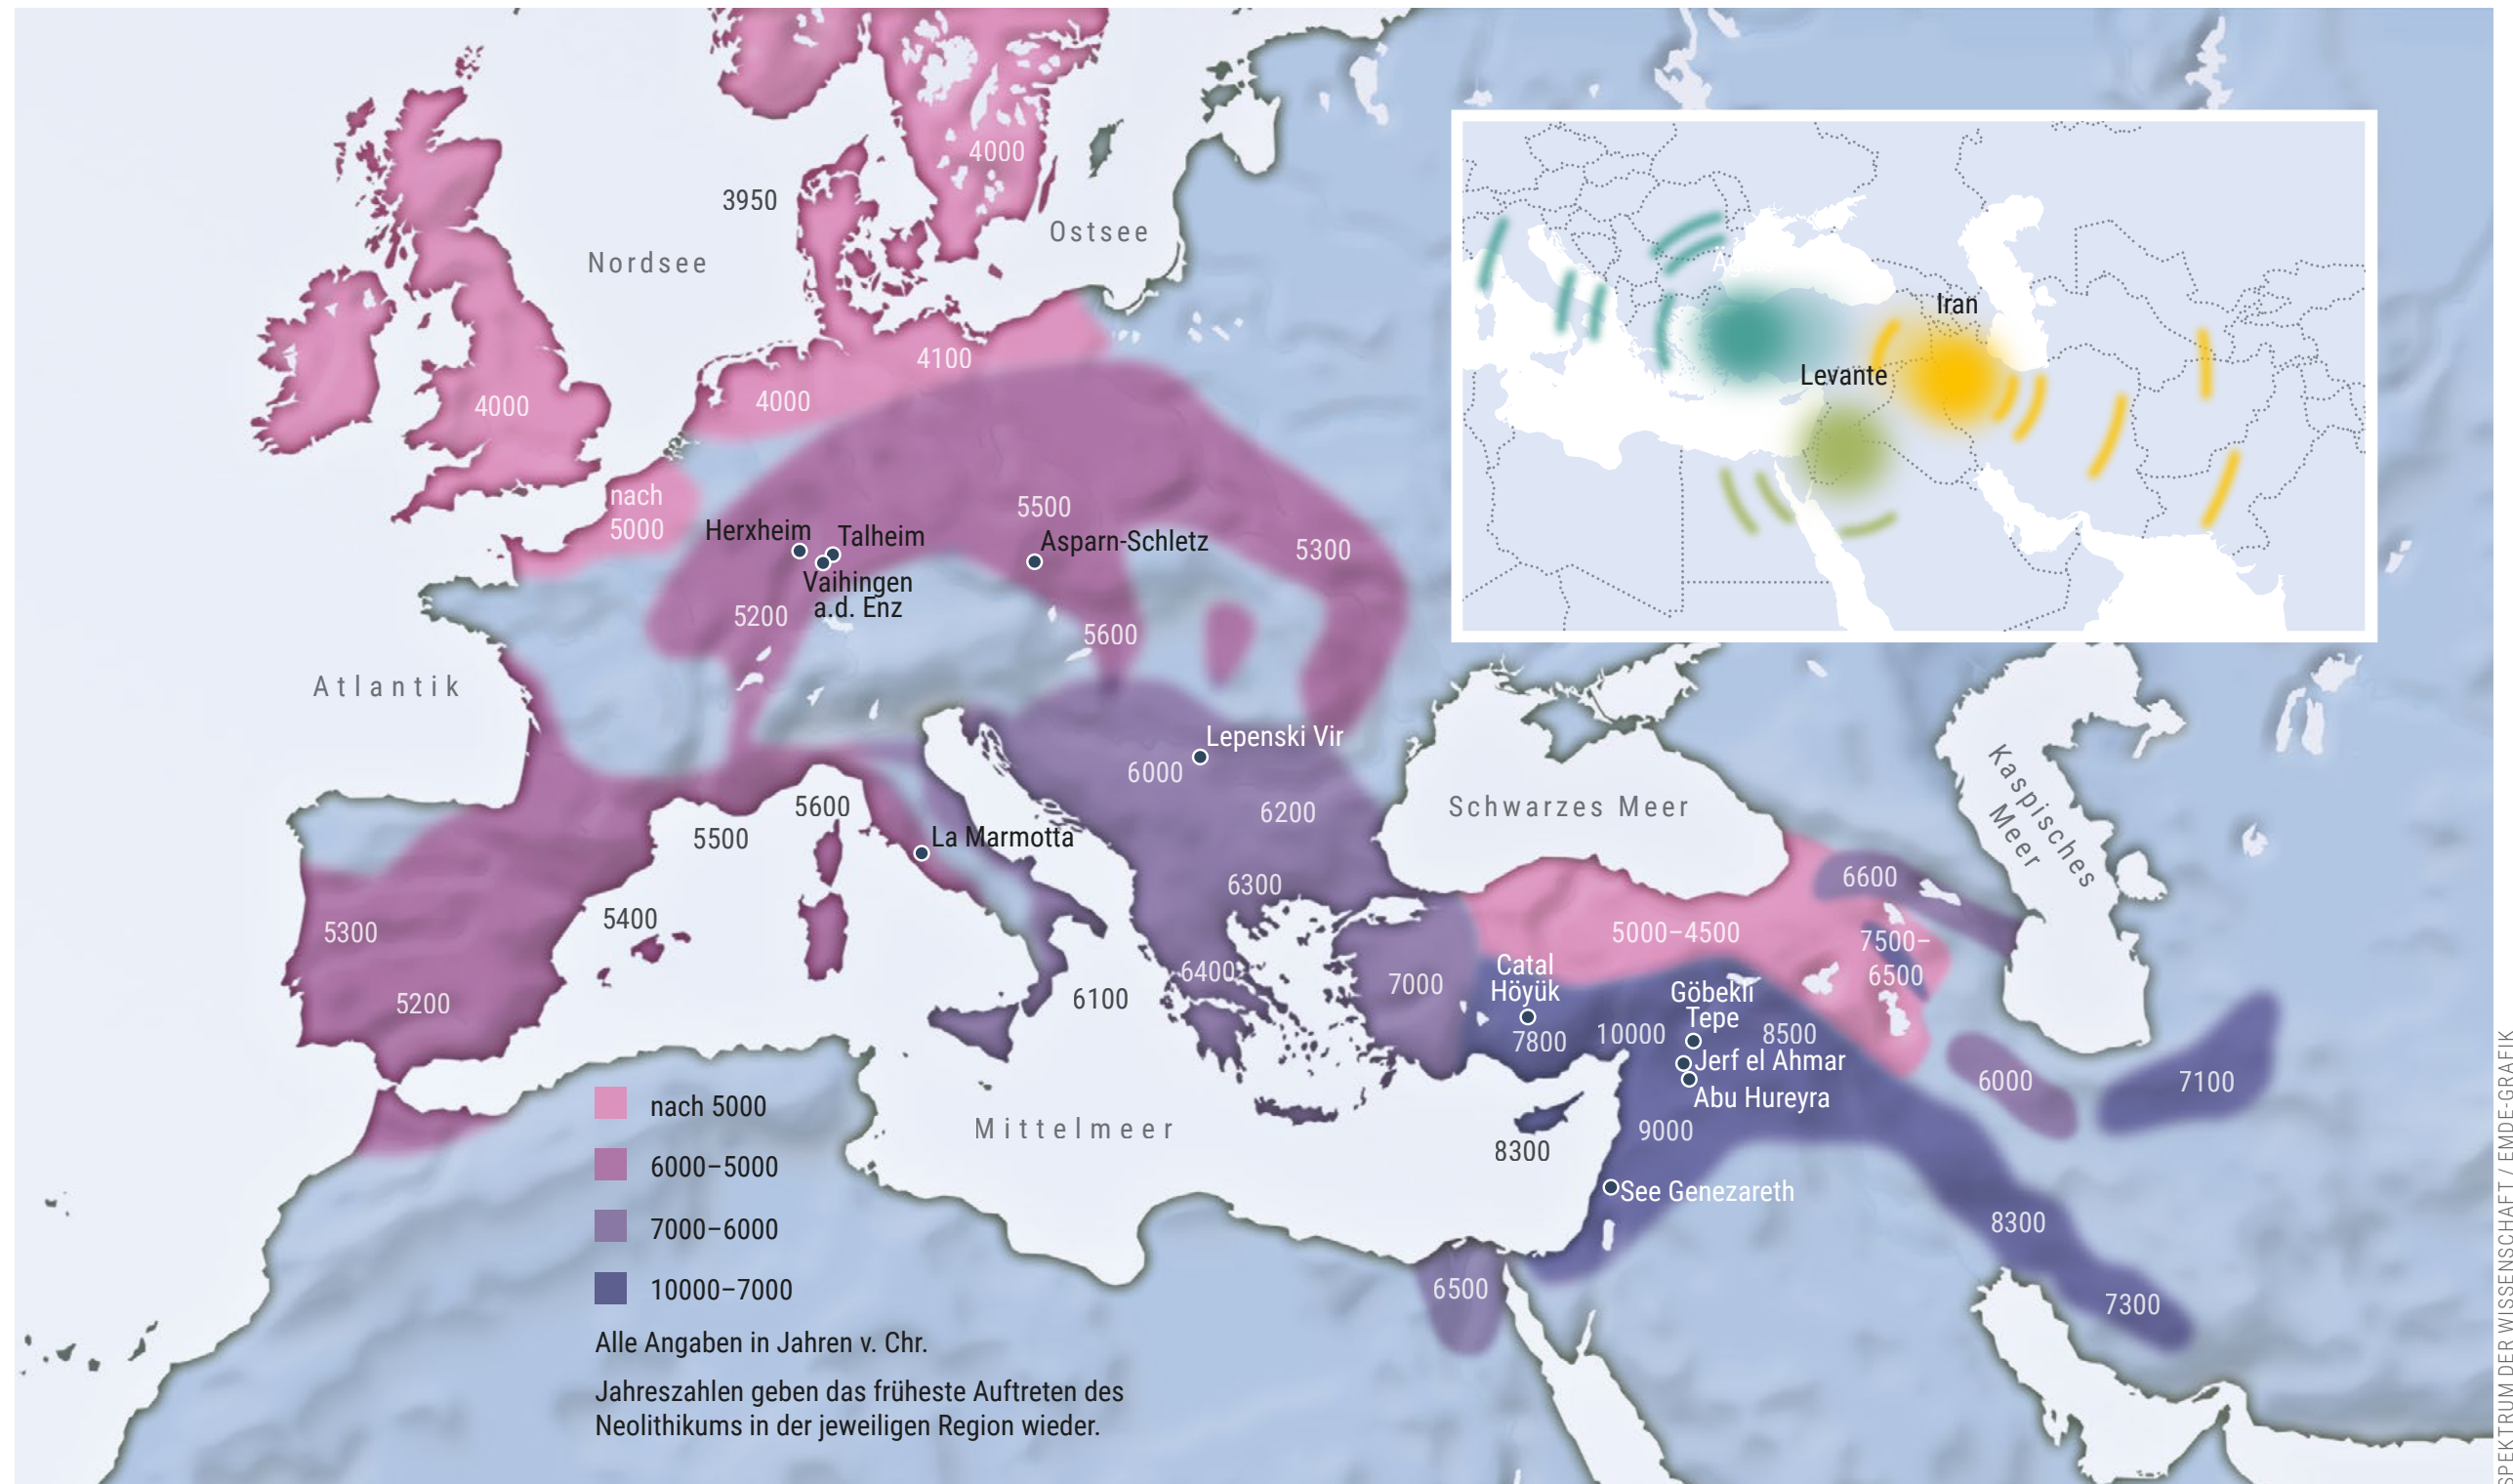 4000
3950
Ostsee
Nordsee
4100
4000
4000
nach
5000
5500
Herxheim
Talheim
Asparn-Schletz
5300
Vaihingen
a.d. Enz
5200
5600
Atlantik
Lepenski Vir
6000
Schwarzes Meer
Kaspisches
Meer
5600
6200
5500
La Marmotta
6300
6600
5400
5300
5000–4500
7500–
6500
6400
7000
Catal
Höyük
Göbekli
Tepe
6100
5200
7800
10000
8500
Jerf el Ahmar
Abu Hureyra
6000
7100
Mittelmeer
9000
8300
See Genezareth
8300
6500
7300
Ägäis
Iran
Levante
nach 5000
6000–5000
7000–6000
10000–7000
Alle Angaben in Jahren v. Chr.
Jahreszahlen geben das früheste Auftreten des
Neolithikums in der jeweiligen Region wieder.
SPEKTRUM DER WISSENSCHAFT / EMDE-GRAFIK